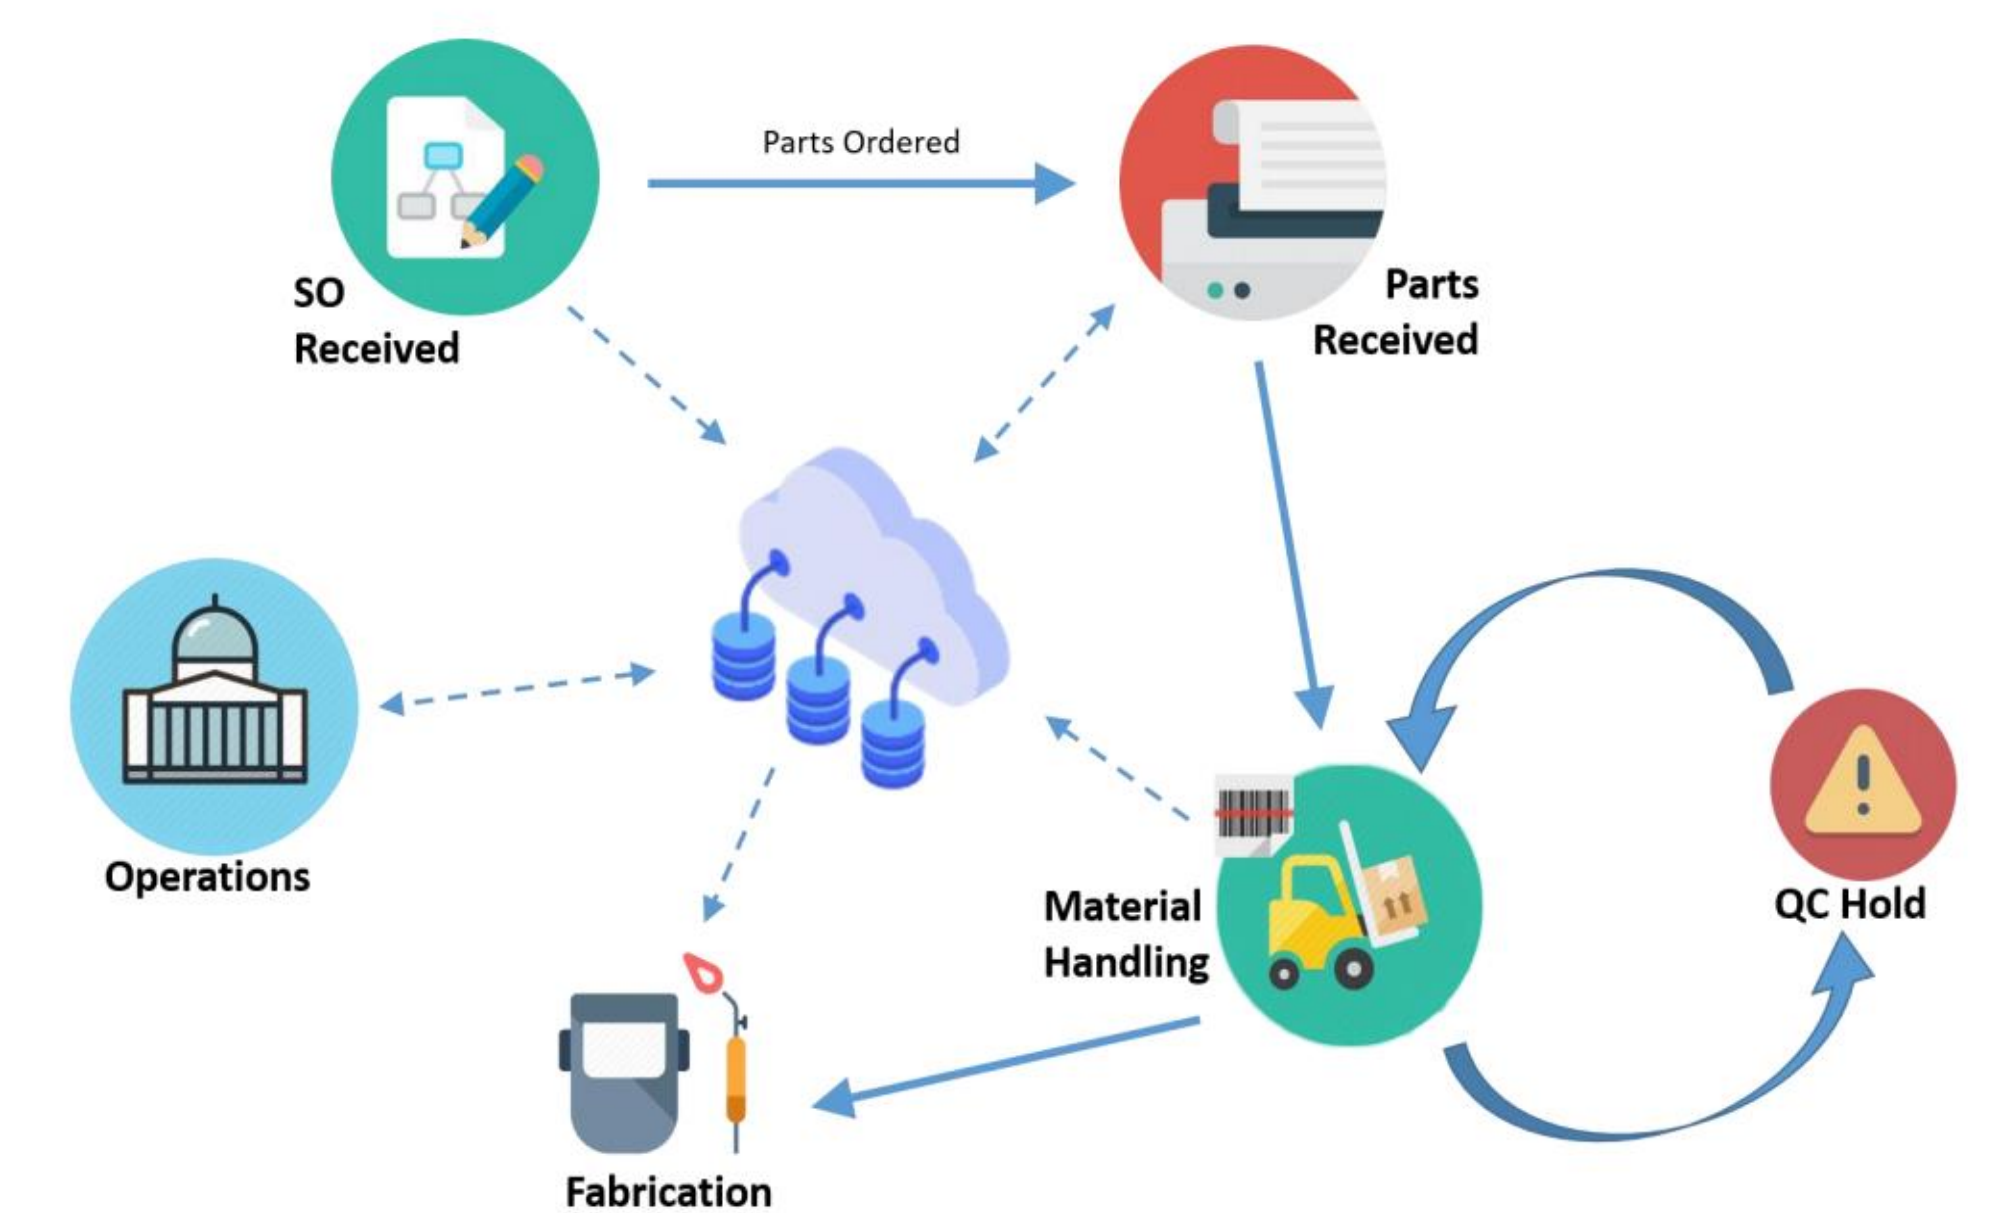 Parts Ordered
SO
Received
Parts
Received
Operations
Material
Handling
QC Hold
Fabrication